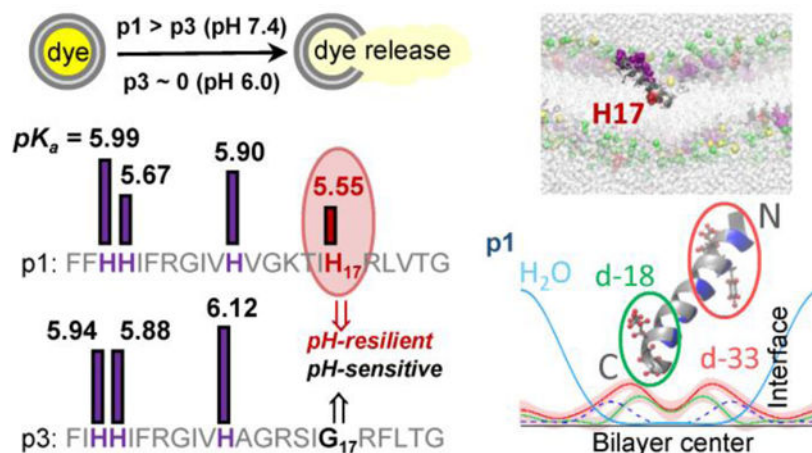 p1 > p3 (pH 7.4)
dye
dye release
p3 ~ 0 (pH 6.0)
pKa = 5.99
5.67
5.90
5.55
p1: FFHHIFRGIVHVGKTIH17RLVTG
5.94
5.88
6.12
pH-resilient
pH-sensitive
p3: FIHHIFRGIVHAGRSIG17RFLTG
H17
p1
N
H2O
d-18
C
d-33
Interface
Bilayer center